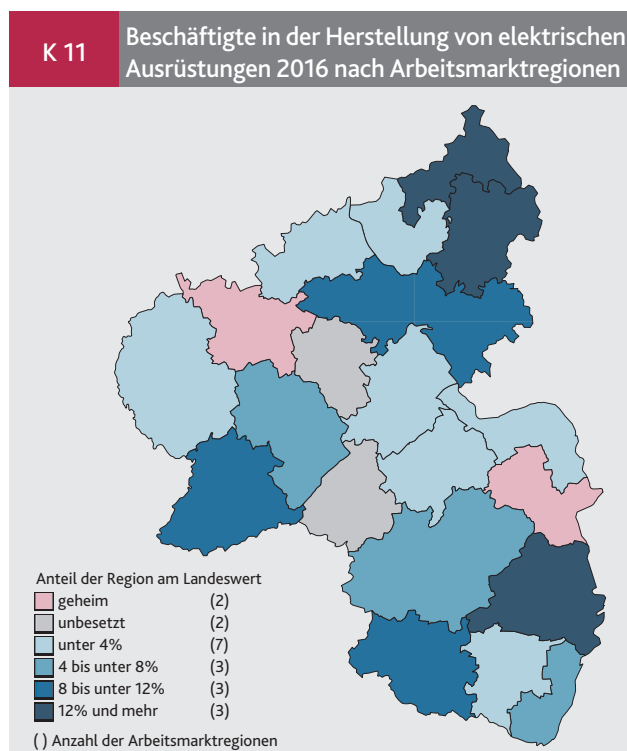 K 11
Beschäftigte in der Herstellung von elektrischen
Ausrüstungen 2016 nach Arbeitsmarktregionen
Anteil der Region am Landeswert
geheim (2)
unbesetzt (2)
unter 4% (7)
4 bis unter 8% (3)
8 bis unter 12% (3)
12% und mehr (3)
( ) Anzahl der Arbeitsmarktregionen